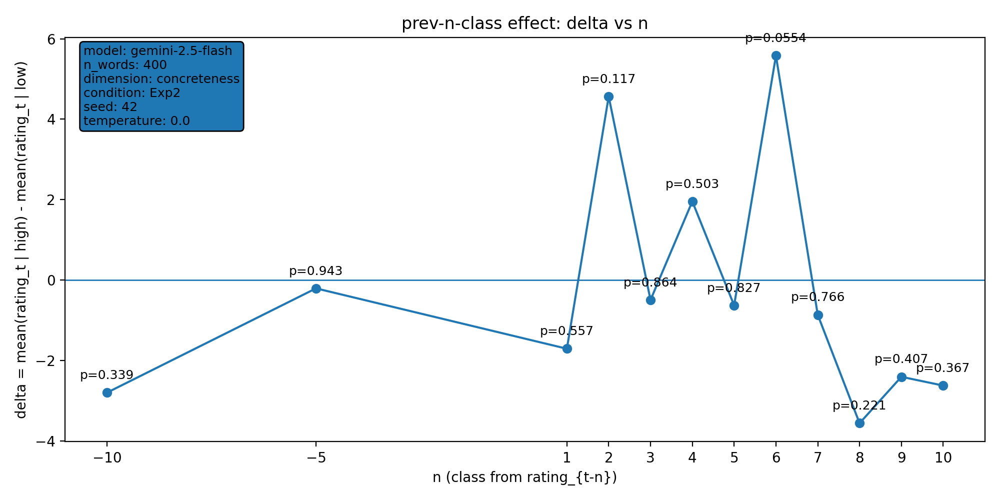 prev-n-class effect: delta vs n
model: gemini-2.5-flash
n_words: 400
dimension: concreteness
condition: Exp2
seed: 42
temperature: 0.0
delta = mean(rating_t | high) - mean(rating_t | low)
6
4
2
0
−2
−4
p=0.339
p=0.943
p=0.557
p=0.117
p=0.864
p=0.503
p=0.827
p=0.0554
p=0.766
p=0.221
p=0.407
p=0.367
−10 −5 1 2 3 4 5 6 7 8 9 10
n (class from rating_{t-n})